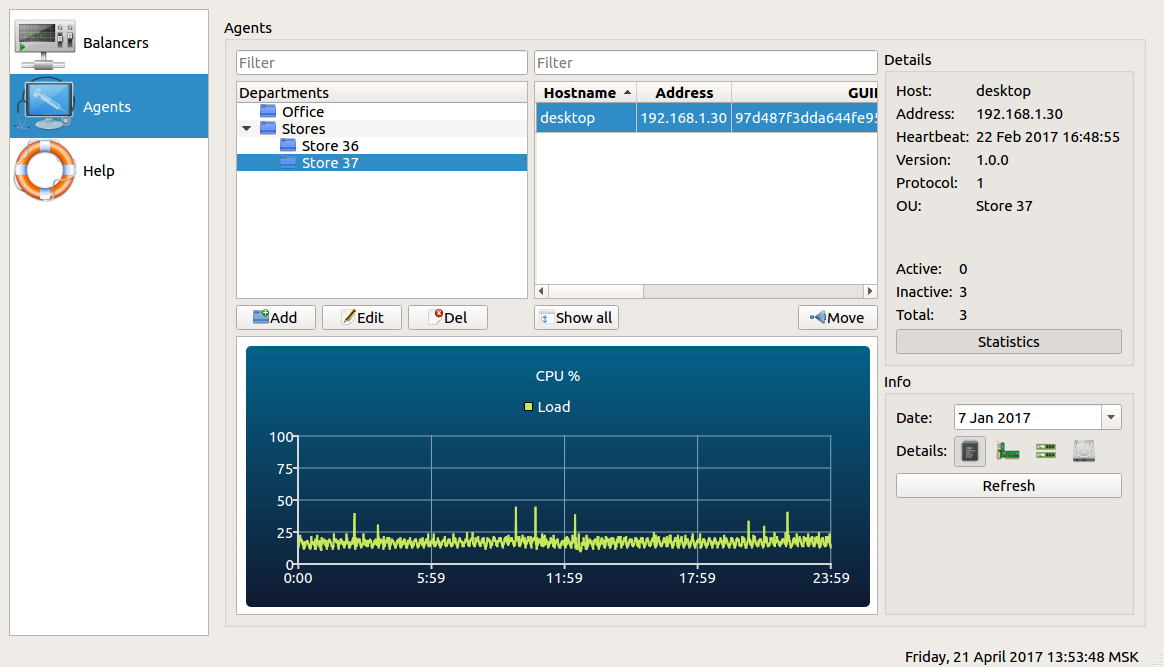 Balancers
Agents
Help
Agents
Filter
Departments
Office
Stores
Store 36
Store 37
Add
Edit
Del
Filter
Hostname Address GUI
desktop 192.168.1.30 97d487f3dda644fe95
Show all
Move
CPU %
Load
100
75
50
25
0
0:00 5:59 11:59 17:59 23:59
Details
Host: desktop
Address: 192.168.1.30
Heartbeat: 22 Feb 2017 16:48:55
Version: 1.0.0
Protocol: 1
OU: Store 37
Active: 0
Inactive: 3
Total: 3
Statistics
Info
Date: 7 Jan 2017
Details:
Refresh
Friday, 21 April 2017 13:53:48 MSK